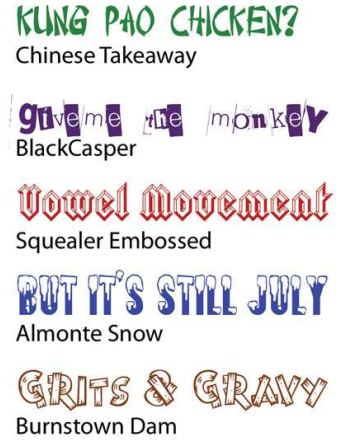 KUNG PAO CHICKEN?
Chinese Takeaway
giveme the monkey
BlackCasper
Vowel Movement
Squealer Embossed
BUT IT'S STILL JULY
Almonte Snow
GRITS & GRAVY
Burnstown Dam